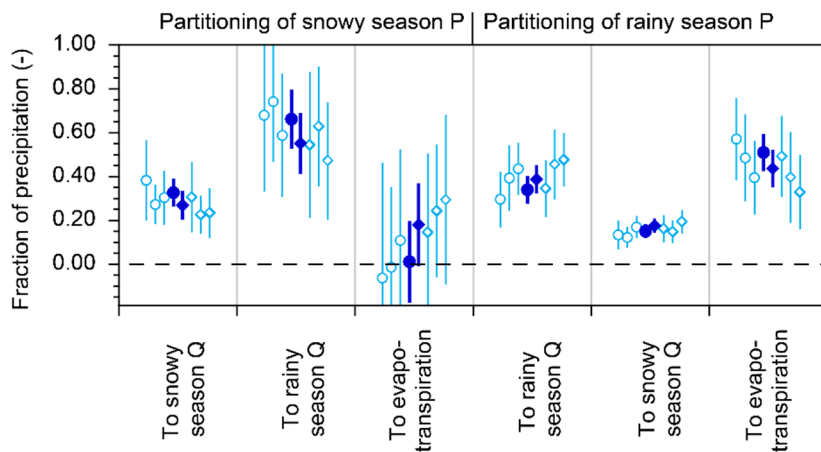 Partitioning of snowy season P
Partitioning of rainy season P
Fraction of precipitation (-)
1.00
0.80
0.60
0.40
0.20
0.00
To snowy
season Q
To rainy
season Q
To evapo-
transpiration
To rainy
season Q
To snowy
season Q
To evapo-
transpiration